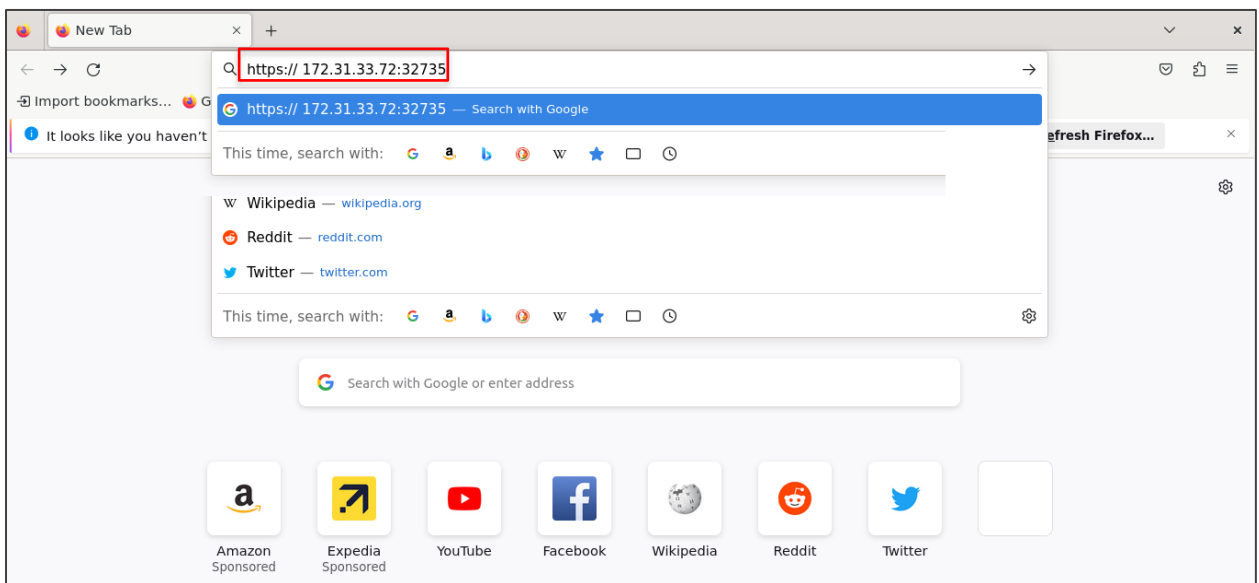 New Tab
https:// 172.31.33.72:32735
Import bookmarks... G
https:// 172.31.33.72:32735 — Search with Google
It looks like you haven't
efresh Firefox...
This time, search with:
Wikipedia — wikipedia.org
Reddit — reddit.com
Twitter — twitter.com
This time, search with:
Search with Google or enter address
Amazon Expedia YouTube Facebook Wikipedia Reddit Twitter
Sponsored Sponsored